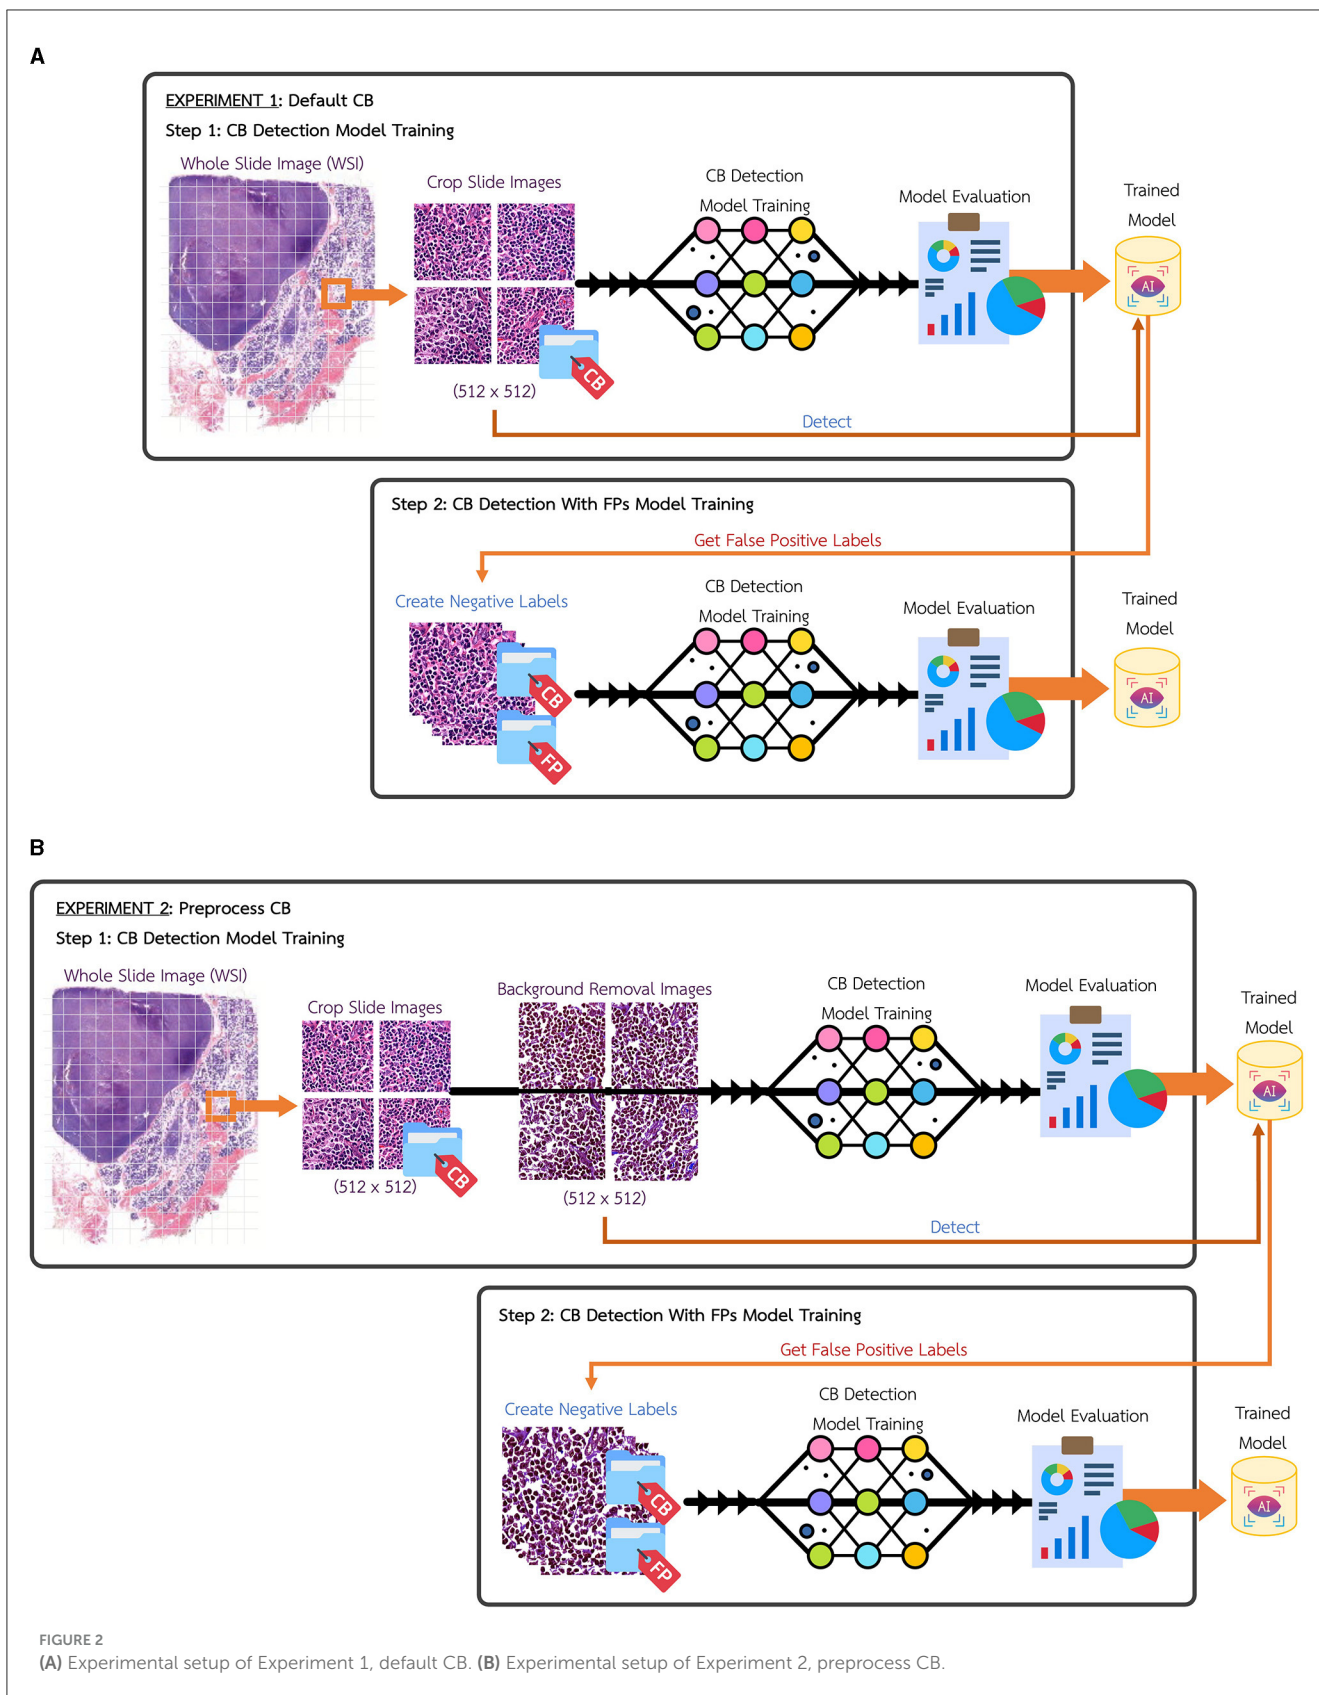 A
EXPERIMENT 1: Default CB
Step 1: CB Detection Model Training
Whole Slide Image (WSI)
Crop Slide Images
CB Detection
Model Training
Model Evaluation
Trained
Model
AI
CB
(512 x 512)
Detect
Step 2: CB Detection With FPs Model Training
Get False Positive Labels
Create Negative Labels
CB Detection
Model Training
Model Evaluation
Trained
Model
AI
CB
FP
B
EXPERIMENT 2: Preprocess CB
Step 1: CB Detection Model Training
Whole Slide Image (WSI)
Crop Slide Images
Background Removal Images
CB Detection
Model Training
Model Evaluation
Trained
Model
AI
CB
(512 x 512)
(512 x 512)
Detect
Step 2: CB Detection With FPs Model Training
Get False Positive Labels
Create Negative Labels
CB Detection
Model Training
Model Evaluation
Trained
Model
AI
CB
FP
FIGURE 2
(A) Experimental setup of Experiment 1, default CB. (B) Experimental setup of Experiment 2, preprocess CB.